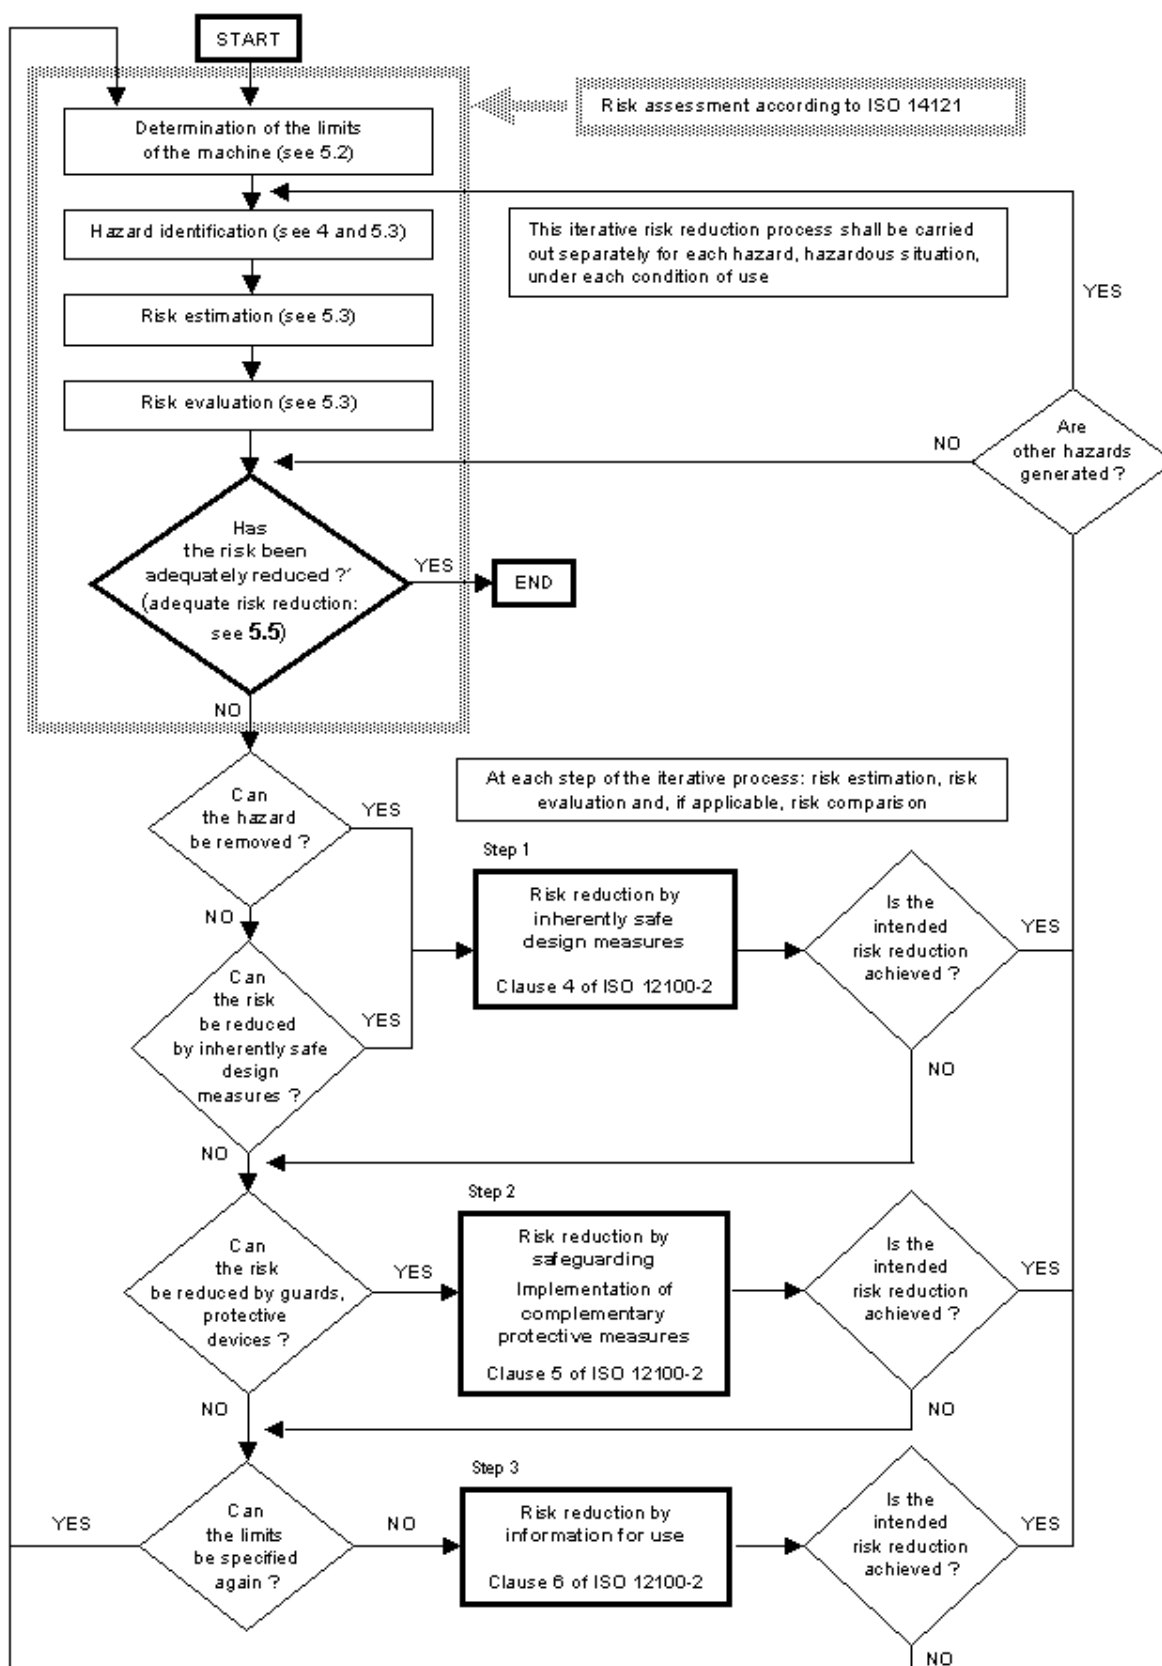 START
Risk assessment according to ISO 14121
Determination of the limits
of the machine (see 5.2)
Hazard identification (see 4 and 5.3)
This iterative risk reduction process shall be carried
out separately for each hazard, hazardous situation,
under each condition of use
YES
Risk estimation (see 5.3)
Risk evaluation (see 5.3)
NO
Are
other hazards
generated ?
Has
the risk been
adequately reduced ?'
(adequate risk reduction:
see 5.5)
YES
END
NO
Can
the hazard
be removed ?
YES
At each step of the iterative process: risk estimation, risk
evaluation and, if applicable, risk comparison
Step 1
Risk reduction by
inherently safe
design measures
Clause 4 of ISO 12100-2
Is the
intended
risk reduction
achieved ?
YES
NO
NO
Can
the risk
be reduced
by inherently safe
design
measures ?
YES
NO
Step 2
Can
the risk
be reduced by guards,
protective
devices ?
YES
Risk reduction by
safeguarding
Implementation of
complementary
protective measures
Clause 5 of ISO 12100-2
Is the
intended
risk reduction
achieved ?
YES
NO
NO
Step 3
YES
Can
the limits
be specified
again ?
NO
Risk reduction by
information for use
Clause 6 of ISO 12100-2
Is the
intended
risk reduction
achieved ?
YES
NO